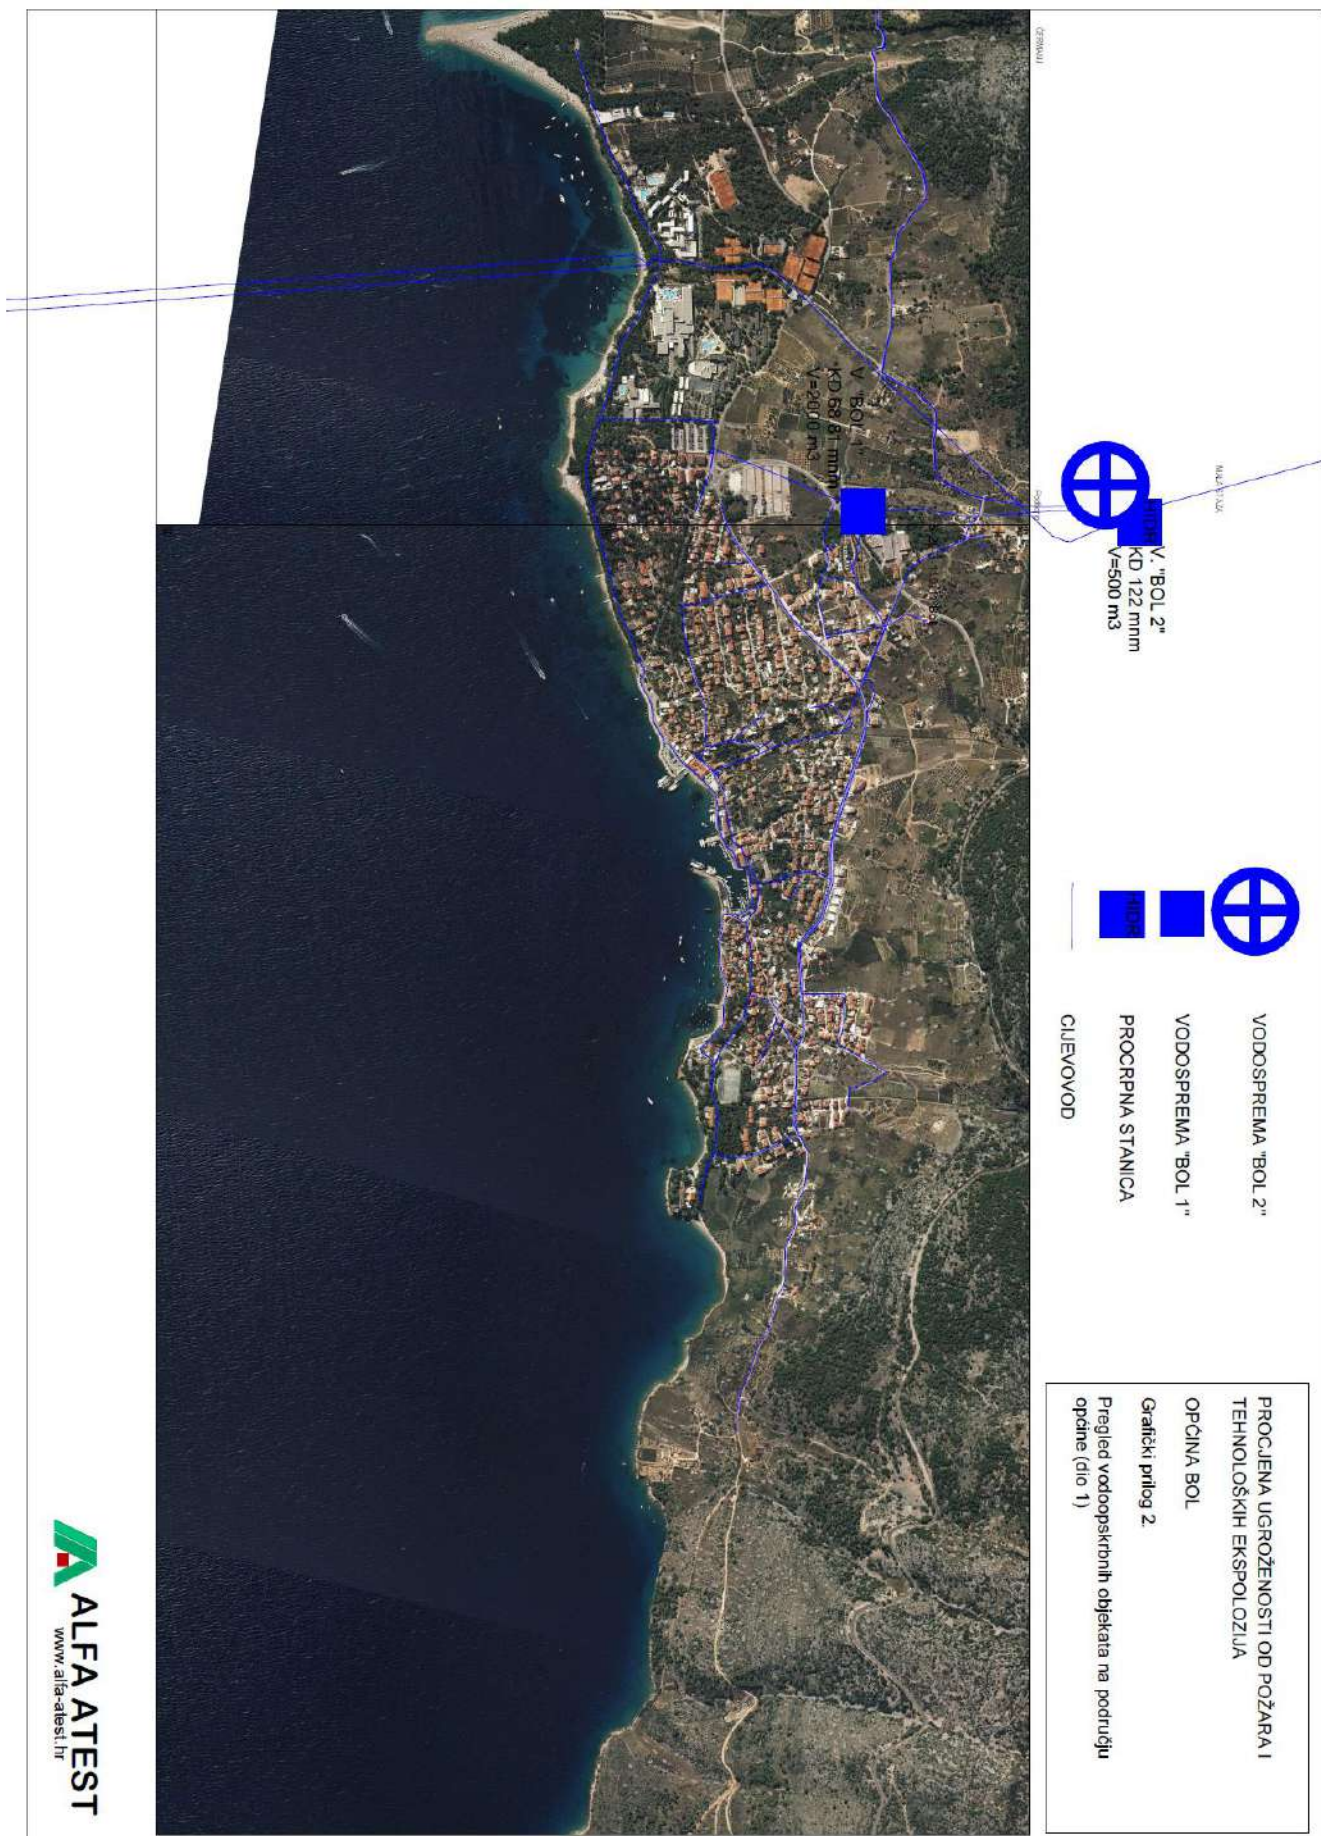 PROCJENA UGROŽENOSTI OD POŽARA I
TEHNOLOŠKIH EKSPOLOZIJA
OPĆINA BOL
Grafički prilog 2.
Pregled vodoopskrbnih objekata na području
općine (dio 1)
VODOSPREMA "BOL 2"
VODOSPREMA "BOL 1"
HIDR
PROCRPNA STANICA
CIJEVOVOD
V. "BOL 2"
KD 122 mnm
V=500 m3
HIDR
V. "BOL 1"
KD 68/81 mnm
V=2000 m3
ALFA ATEST
www.alfa-atest.hr